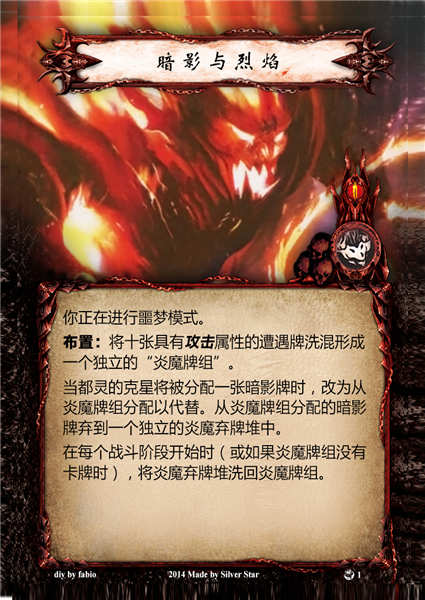 暗影与烈焰
你正在进行噩梦模式。
布置：将十张具有攻击属性的遭遇牌洗混形成
一个独立的“炎魔牌组”。
当都灵的克星将被分配一张暗影牌时，改为从
炎魔牌组分配以代替。从炎魔牌组分配的暗影
牌弃到一个独立的炎魔弃牌堆中。
在每个战斗阶段开始时（或如果炎魔牌组没有
卡牌时），将炎魔弃牌堆洗回炎魔牌组。
diy by fabio 2014 Made by Silver Star 1